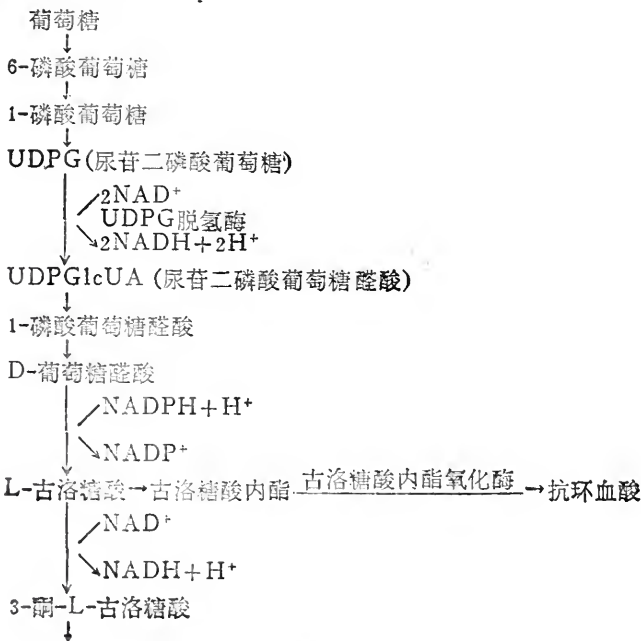 葡萄糖
↓
6-磷酸葡萄糖
↓
1-磷酸葡萄糖
↓
UDPG(尿苷二磷酸葡萄糖)
2NAD⁺
UDPG脱氢酶
2NADH+2H⁺
UDPGlcUA (尿苷二磷酸葡萄糖醛酸)
↓
1-磷酸葡萄糖醛酸
↓
D-葡萄糖醛酸
NADPH+H⁺
NADP⁺
L-古洛糖酸→古洛糖酸内酯 古洛糖酸内酯氧化酶→抗坏血酸
NAD⁺
NADH+H⁺
3-酮-L-古洛糖酸
↓